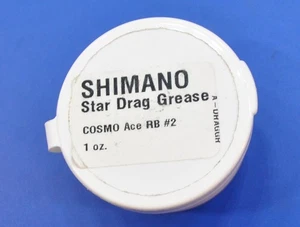 SHIMANO
Star Drag Grease
COSMO Ace RB #2
1 oz.